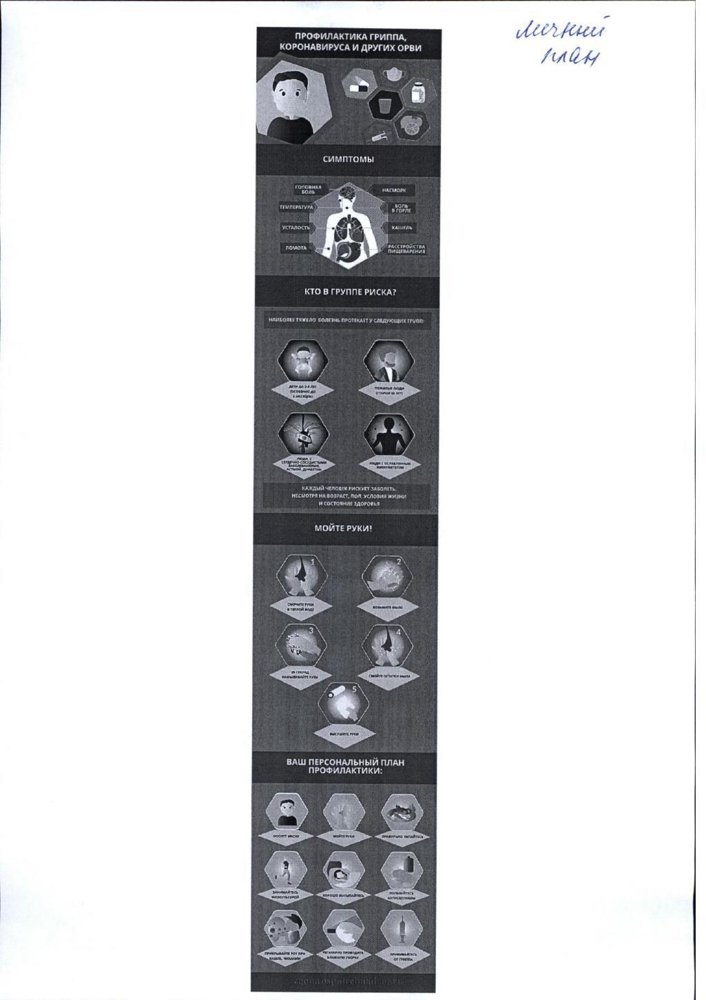 личный
план
ПРОФИЛАКТИКА ГРИППА,
КОРОНАВИРУСА И ДРУГИХ ОРВИ
СИМПТОМЫ
ГОЛОВНАЯ
БОЛЬ
НАСМОРК
ТЕМПЕРАТУРА
БОЛЬ
В ГОРЛЕ
УСТАЛОСТЬ
КАШЕЛЬ
ЛОМОТА
РАССТРОЙСТВА
ПИЩЕВАРЕНИЯ
КТО В ГРУППЕ РИСКА?
НАИБОЛЕЕ ТЯЖЕЛО БОЛЕЗНЬ ПРОТЕКАЕТ У СЛЕДУЮЩИХ ГРУПП:
ДЕТИ ДО 2-Х ЛЕТ
(ОСОБЕННО ДО
6 МЕСЯЦЕВ)
ПОЖИЛЫЕ ЛЮДИ
(СТАРШЕ 65 ЛЕТ)
ЛЮДИ, С
СЕРДЕЧНО-СОСУДИСТЫМИ
ЗАБОЛЕВАНИЯМИ,
АСТМОЙ, ДИАБЕТОМ
ЛЮДИ С ОСЛАБЛЕННЫМ
ИММУНИТЕТОМ
КАЖДЫЙ ЧЕЛОВЕК РИСКУЕТ ЗАБОЛЕТЬ,
НЕСМОТРЯ НА ВОЗРАСТ, ПОЛ, УСЛОВИЯ ЖИЗНИ
И СОСТОЯНИЕ ЗДОРОВЬЯ
МОЙТЕ РУКИ!
1
СМОЧИТЕ РУКИ
В ТЕПЛОЙ ВОДЕ
2
ВОЗЬМИТЕ МЫЛО
3
20 СЕКУНД
НАМЫЛИВАЙТЕ РУКИ
4
СМОЙТЕ ОСТАТКИ МЫЛА
5
ВЫСУШИТЕ РУКИ
ВАШ ПЕРСОНАЛЬНЫЙ ПЛАН
ПРОФИЛАКТИКИ:
НОСИТЕ МАСКУ
МОЙТЕ РУКИ
ПРАВИЛЬНО ПИТАЙТЕСЬ
ЗАНИМАЙТЕСЬ
ФИЗКУЛЬТУРОЙ
ХОРОШО ВЫСЫПАЙТЕСЬ
ПОЛЬЗУЙТЕСЬ
АНТИСЕПТИКОМ
ПРИКРЫВАЙТЕ РОТ ПРИ
КАШЛЕ, ЧИХАНИИ
РЕГУЛЯРНО ПРОВОДИТЕ
ВЛАЖНУЮ УБОРКУ
ПРИВИВАЙТЕСЬ
ОТ ГРИППА